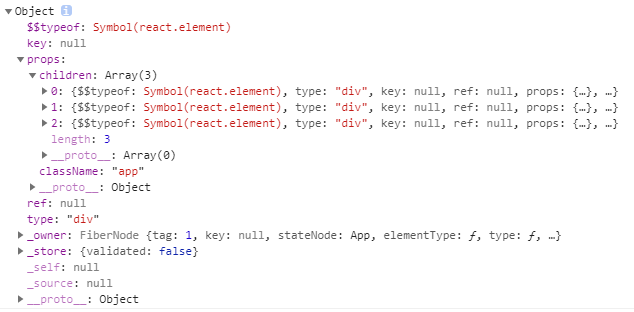 ▼Object i
$$typeof: Symbol(react.element)
key: null
▼props:
▼children: Array(3)
▶0: {$$typeof: Symbol(react.element), type: "div", key: null, ref: null, props: {…}, …}
▶1: {$$typeof: Symbol(react.element), type: "div", key: null, ref: null, props: {…}, …}
▶2: {$$typeof: Symbol(react.element), type: "div", key: null, ref: null, props: {…}, …}
length: 3
▶__proto__: Array(0)
className: "app"
▶__proto__: Object
ref: null
type: "div"
▶_owner: FiberNode {tag: 1, key: null, stateNode: App, elementType: ƒ, type: ƒ, …}
▶_store: {validated: false}
_self: null
_source: null
▶__proto__: Object